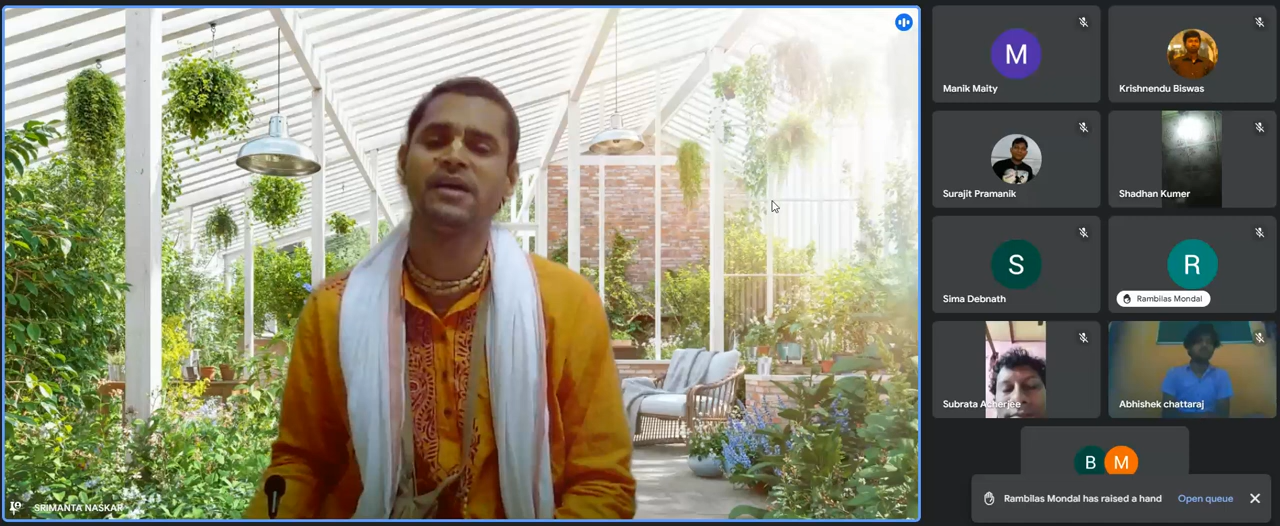 SRIMANTA NASKAR
M
Manik Maity
Krishnendu Biswas
Surajit Pramanik
Shadhan Kumer
S
Sima Debnath
R
Rambilas Mondal
Subrata Acherjee
Abhishek chattaraj
B
M
Rambilas Mondal has raised a hand
Open queue